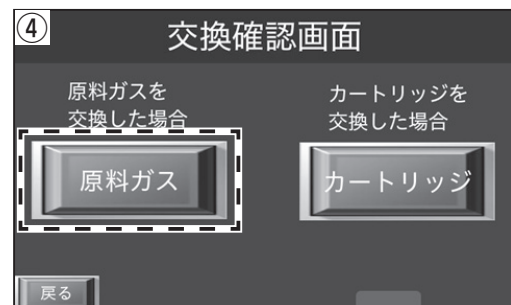 ④
交換確認画面
原料ガスを
交換した場合
カートリッジを
交換した場合
原料ガス
カートリッジ
戻る